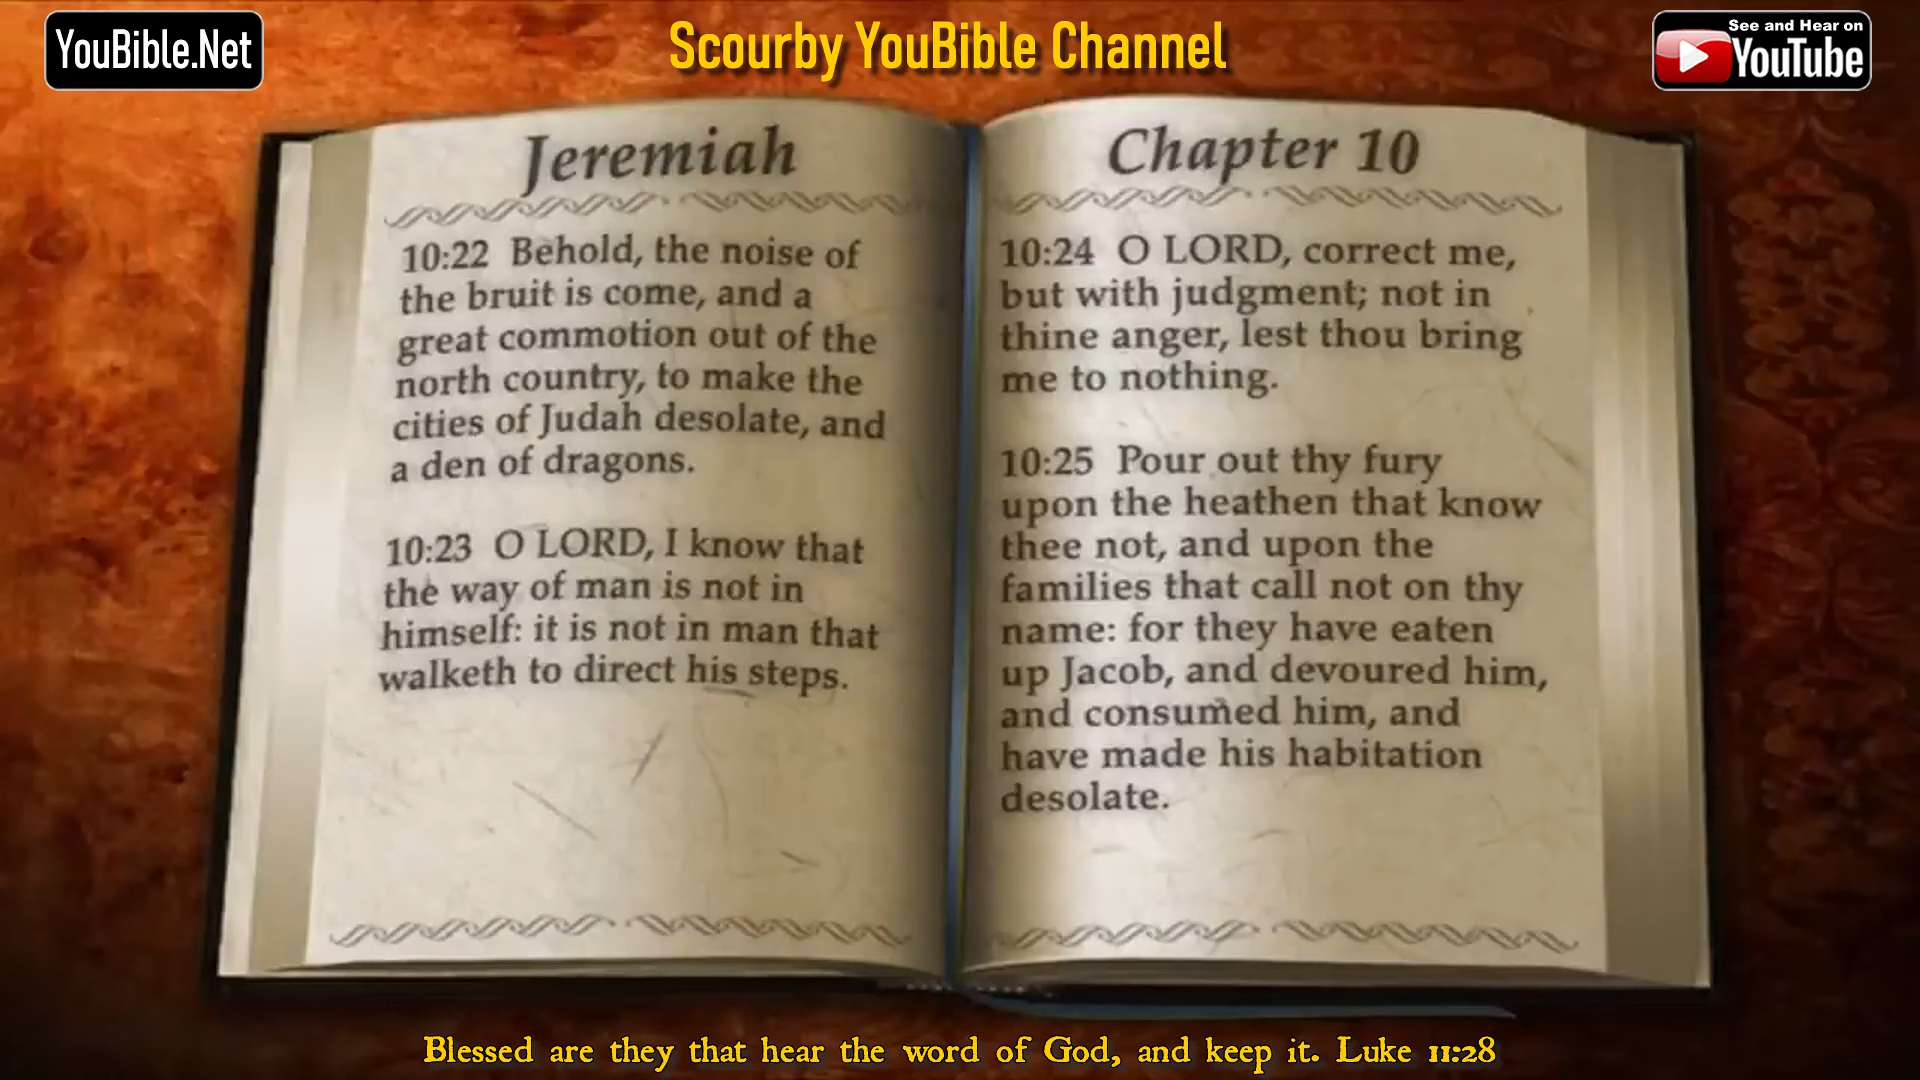 YouBible.Net
Scourby YouBible Channel
See and Hear on
YouTube
Jeremiah
10:22 Behold, the noise of
the bruit is come, and a
great commotion out of the
north country, to make the
cities of Judah desolate, and
a den of dragons.
10:23 O LORD, I know that
the way of man is not in
himself: it is not in man that
walketh to direct his steps.
Chapter 10
10:24 O LORD, correct me,
but with judgment; not in
thine anger, lest thou bring
me to nothing.
10:25 Pour out thy fury
upon the heathen that know
thee not, and upon the
families that call not on thy
name: for they have eaten
up Jacob, and devoured him,
and consumed him, and
have made his habitation
desolate.
Blessed are they that hear the word of God, and keep it. Luke 11:28